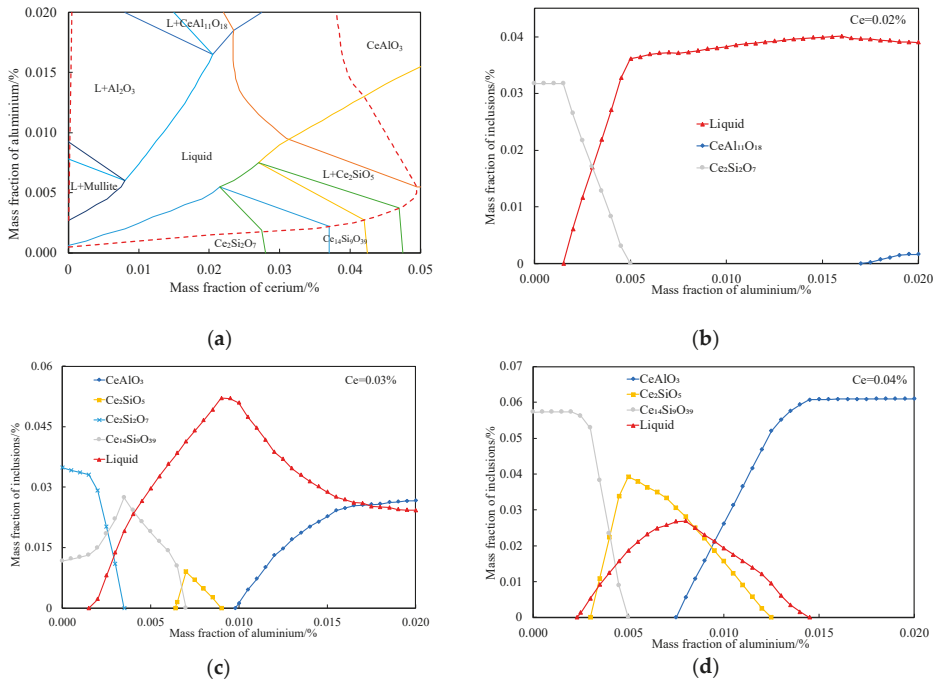 0.020
0.015
0.010
0.005
0.000
Mass fraction of aluminium/%
0
0.01
0.02
0.03
0.04
0.05
Mass fraction of cerium/%
L+CeAl₁₁O₁₈
CeAlO₃
L+Al₂O₃
Liquid
L+Mullite
L+Ce₂SiO₅
Ce₂Si₂O₇
Ce₁₄Si₉O₃₉
(a)
Ce=0.02%
0.04
0.03
0.02
0.01
0
Mass fraction of inclusions/%
Liquid
CeAl₁₁O₁₈
Ce₂Si₂O₇
0.000
0.005
0.010
0.015
0.020
Mass fraction of aluminium/%
(b)
Ce=0.03%
0.06
0.045
0.03
0.015
0
Mass fraction of inclusions/%
CeAlO₃
Ce₂SiO₅
Ce₂Si₂O₇
Ce₁₄Si₉O₃₉
Liquid
0.000
0.005
0.010
0.015
0.020
Mass fraction of aluminium/%
(c)
Ce=0.04%
0.07
0.06
0.05
0.04
0.03
0.02
0.01
0
Mass fraction of inclusions/%
CeAlO₃
Ce₂SiO₅
Ce₁₄Si₉O₃₉
Liquid
0.000
0.005
0.010
0.015
0.020
Mass fraction of aluminium/%
(d)